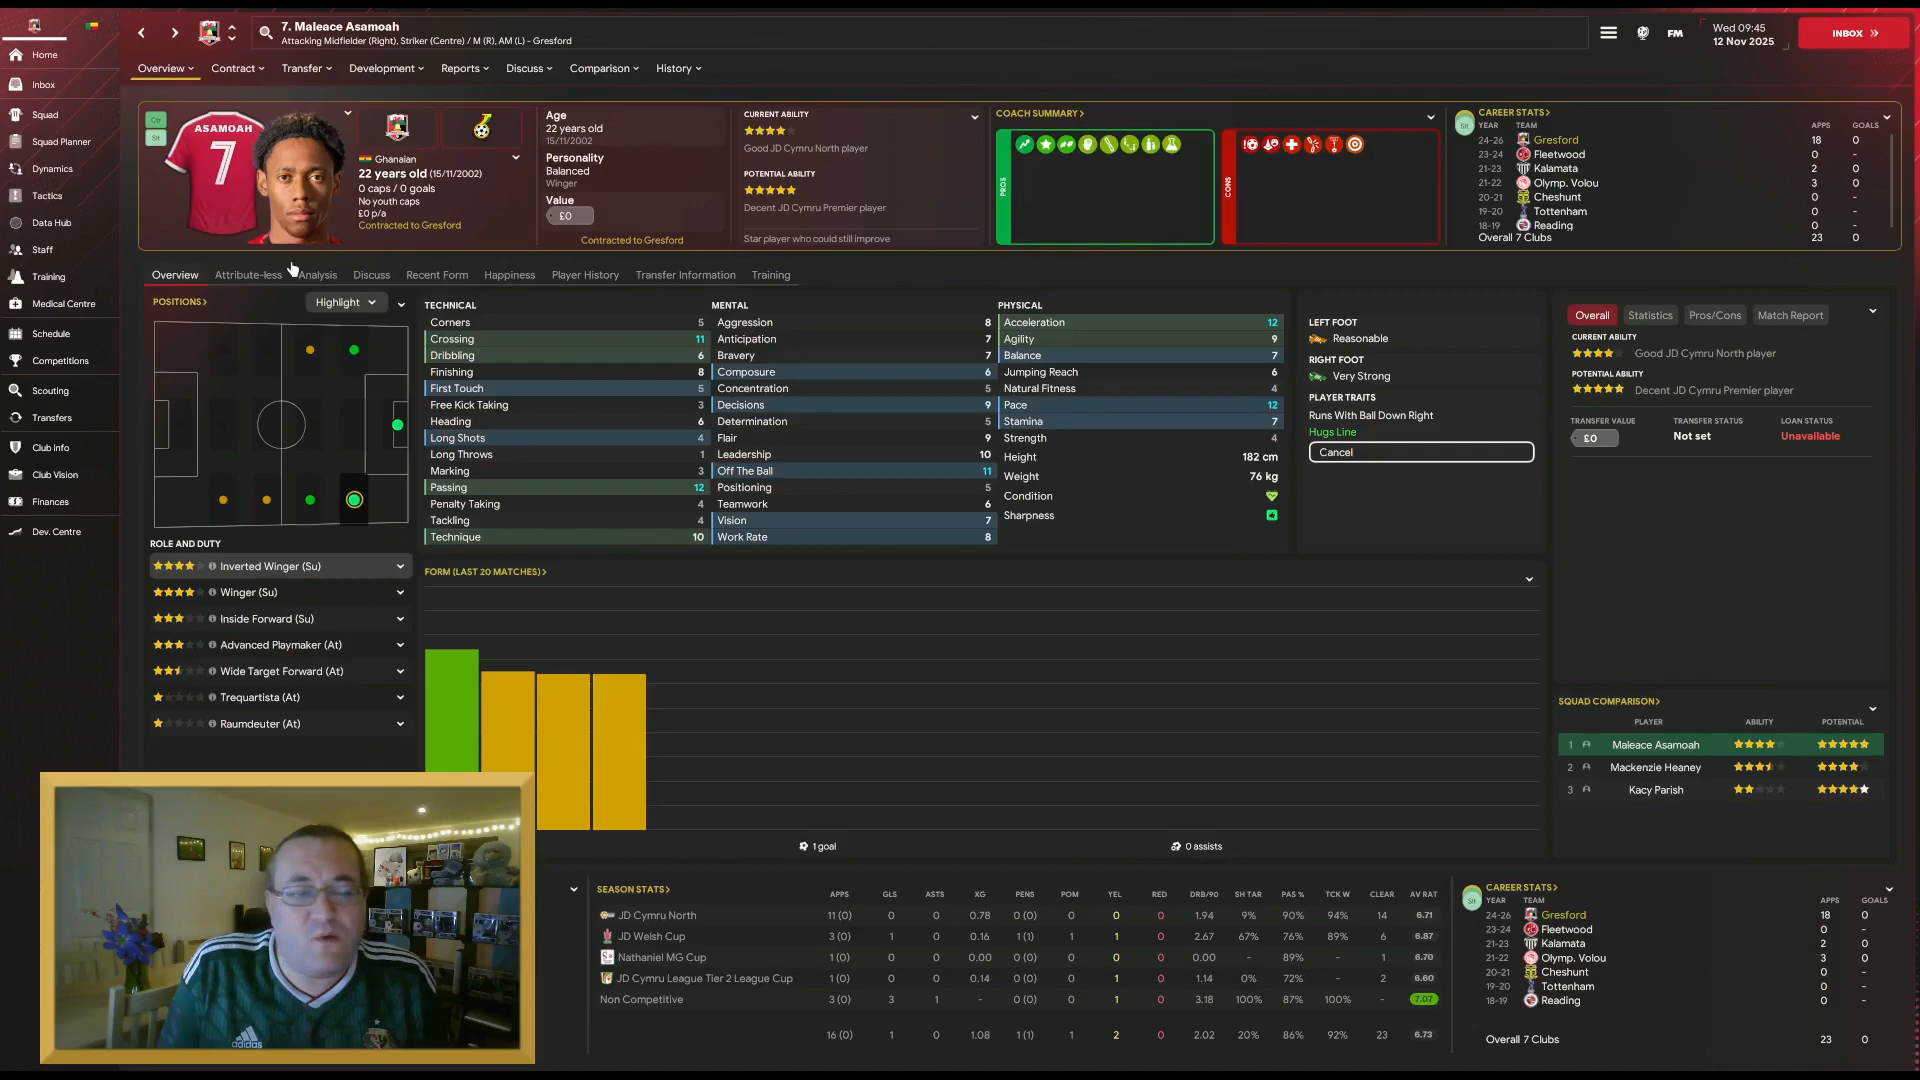 7. Maleace Asamoah
Attacking Midfielder (Right), Striker (Centre) / M (R), AM (L) - Gresford
FM
Wed 09:45
12 Nov 2025
INBOX
Home
Inbox
Squad
Squad Planner
Dynamics
Tactics
Data Hub
Staff
Training
Medical Centre
Schedule
Competitions
Scouting
Transfers
Club Info
Club Vision
Finances
Dev. Centre
Overview Contract Transfer Development Reports Discuss Comparison History
Ctr
Slt
ASAMOAH
7
Ghanaian
22 years old (15/11/2002)
0 caps / 0 goals
No youth caps
£0 p/a
Contracted to Gresford
Age
22 years old
15/11/2002
Personality
Balanced
Winger
Value
£0
Contracted to Gresford
CURRENT ABILITY
Good JD Cymru North player
POTENTIAL ABILITY
Decent JD Cymru Premier player
Star player who could still improve
COACH SUMMARY>
PROS
CONS
CAREER STATS>
YEAR TEAM APPS GOALS
24-26 Gresford 18 0
23-24 Fleetwood 0 -
21-23 Kalamata 2 0
21-22 Olymp. Volou 3 0
20-21 Cheshunt 0 -
19-20 Tottenham 0 -
18-19 Reading 0 -
Overall 7 Clubs 23 0
Overview Attribute-less Analysis Discuss Recent Form Happiness Player History Transfer Information Training
POSITIONS>
Highlight
ROLE AND DUTY
Inverted Winger (Su)
Winger (Su)
Inside Forward (Su)
Advanced Playmaker (At)
Wide Target Forward (At)
Trequartista (At)
Raumdeuter (At)
TECHNICAL
Corners 5
Crossing 11
Dribbling 6
Finishing 8
First Touch 5
Free Kick Taking 3
Heading 6
Long Shots 4
Long Throws 1
Marking 3
Passing 12
Penalty Taking 4
Tackling 4
Technique 10
MENTAL
Aggression 8
Anticipation 7
Bravery 7
Composure 6
Concentration 5
Decisions 9
Determination 5
Flair 9
Leadership 10
Off The Ball 11
Positioning 5
Teamwork 6
Vision 7
Work Rate 8
PHYSICAL
Acceleration 12
Agility 9
Balance 7
Jumping Reach 6
Natural Fitness 4
Pace 12
Stamina 7
Strength 4
Height 182 cm
Weight 76 kg
Condition
Sharpness
LEFT FOOT
Reasonable
RIGHT FOOT
Very Strong
PLAYER TRAITS
Runs With Ball Down Right
Hugs Line
Cancel
Overall Statistics Pros/Cons Match Report
CURRENT ABILITY
Good JD Cymru North player
POTENTIAL ABILITY
Decent JD Cymru Premier player
TRANSFER VALUE TRANSFER STATUS LOAN STATUS
£0 Not set Unavailable
FORM (LAST 20 MATCHES)>
1 goal
0 assists
SQUAD COMPARISON>
PLAYER ABILITY POTENTIAL
1 Maleace Asamoah
2 Mackenzie Heaney
3 Kacy Parish
SEASON STATS> APPS GLS ASTS XG PENS POM YEL RED DRB/90 SH TAR PAS % TCK W CLEAR AV RAT
JD Cymru North 11 (0) 0 0 0.78 0 (0) 0 0 0 1.94 9% 90% 94% 14 6.71
JD Welsh Cup 3 (0) 1 0 0.16 1 (1) 1 1 0 2.67 67% 76% 89% 6 6.87
Nathaniel MG Cup 1 (0) 0 0 0.00 0 (0) 0 0 0 0.00 - 89% - 1 6.70
JD Cymru League Tier 2 League Cup 1 (0) 0 0 0.14 0 (0) 0 1 0 1.14 0% 72% - 2 6.60
Non Competitive 3 (0) 3 1 - 0 (0) 0 1 0 3.18 100% 87% 100% - 7.07
16 (0) 1 0 1.08 1 (1) 1 2 0 2.02 20% 86% 92% 23 6.73
CAREER STATS>
Slt
YEAR TEAM APPS GOALS
24-26 Gresford 18 0
23-24 Fleetwood 0 -
21-23 Kalamata 2 0
21-22 Olymp. Volou 3 0
20-21 Cheshunt 0 -
19-20 Tottenham 0 -
18-19 Reading 0 -
Overall 7 Clubs 23 0
adidas